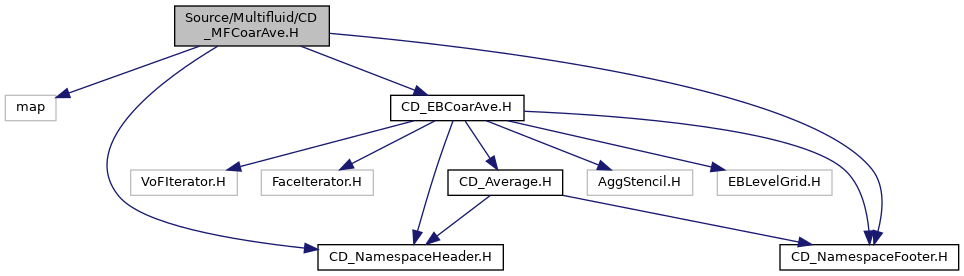 Source/Multifluid/CD
_MFCoarAve.H
map
CD_EBCoarAve.H
VoFIterator.H
FaceIterator.H
CD_Average.H
AggStencil.H
EBLevelGrid.H
CD_NamespaceHeader.H
CD_NamespaceFooter.H